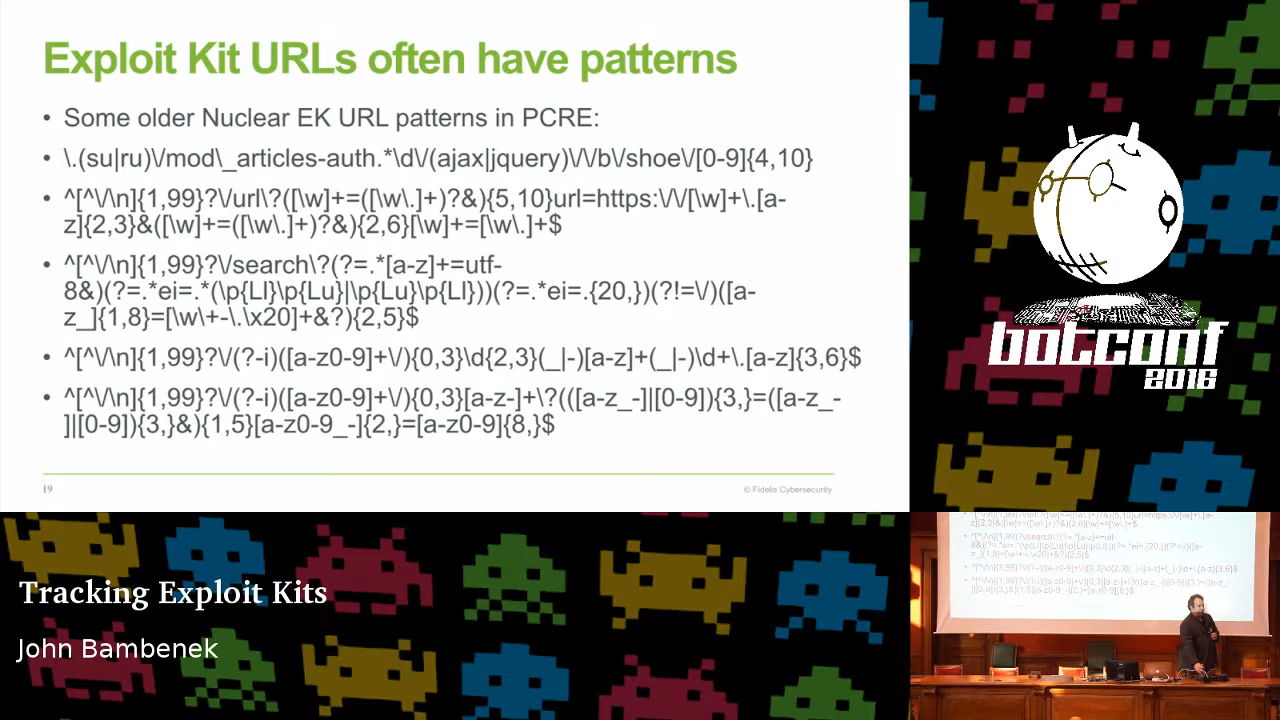 Exploit Kit URLs often have patterns
• Some older Nuclear EK URL patterns in PCRE:
• \.(su|ru)\/mod\_articles-auth.*\d\/(ajax|jquery)\/\/b\/shoe\/[0-9]{4,10}
• ^[^\/\n]{1,99}?\/url\?([\w]+=([\w\.]+)?&){5,10}url=https:\/\/[\w]+\.[a-
z]{2,3}&([\w]+=([\w\.]+)?&){2,6}[\w]+=[\w\.]+$
• ^[^\/\n]{1,99}?\/search\?(?=.*[a-z]+=utf-
8&)(?=.*ei=.*(\p{Ll}\p{Lu}|\p{Lu}\p{Ll}))(?=.*ei=.{20,})(?!=\/)([a-
z_]{1,8}=[\w\+-\.\x20]+&?){2,5}$
• ^[^\/\n]{1,99}?\/(?-i)([a-z0-9]+\/){0,3}\d{2,3}(_|-)[a-z]+(_|-)\d+\.[a-z]{3,6}$
• ^[^\/\n]{1,99}?\/(?-i)([a-z0-9]+\/){0,3}[a-z-]+\?(([a-z_-]|[0-9]){3,}=([a-z_-
]|[0-9]){3,}&){1,5}[a-z0-9_-]{2,}=[a-z0-9]{8,}$
19
© Fidelis Cybersecurity
botconf
2016
Tracking Exploit Kits
John Bambenek